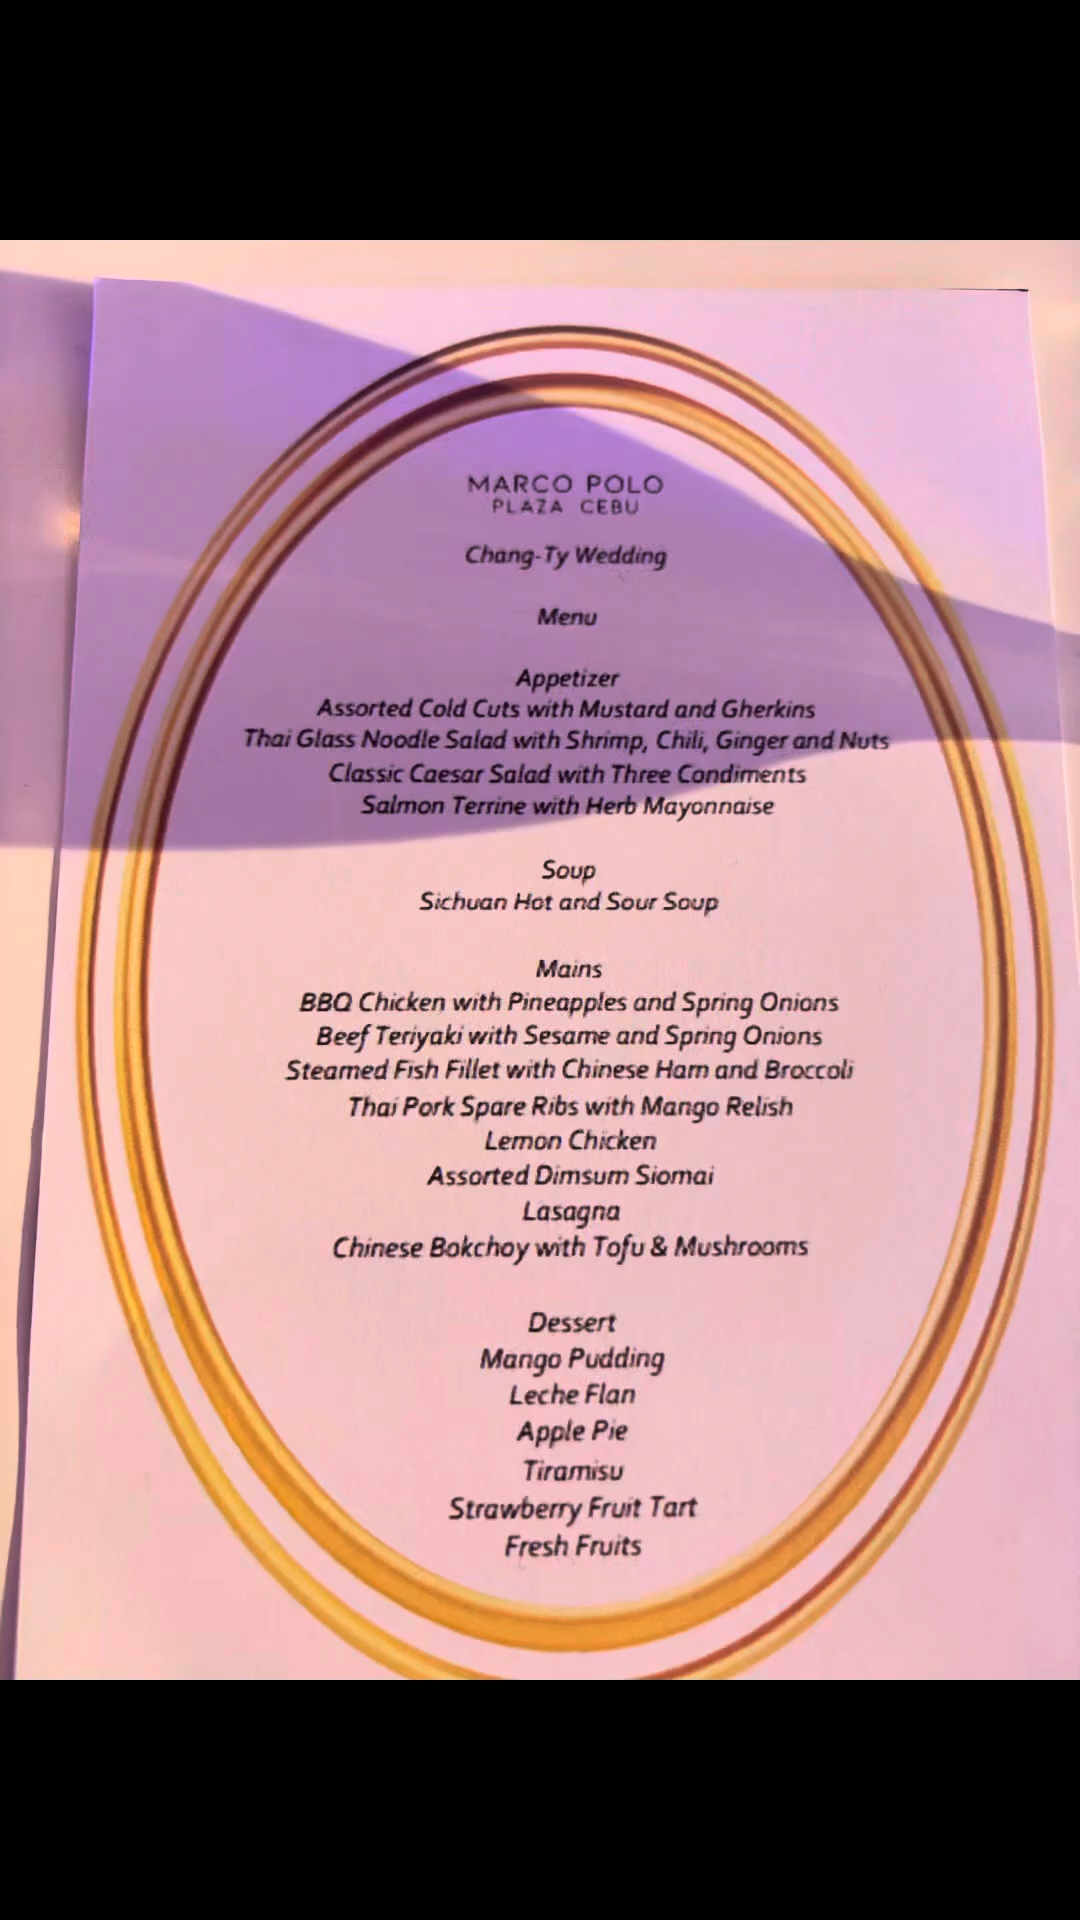 MARCO POLO
PLAZA CEBU
Chang-Ty Wedding
Menu
Appetizer
Assorted Cold Cuts with Mustard and Gherkins
Thai Glass Noodle Salad with Shrimp, Chili, Ginger and Nuts
Classic Caesar Salad with Three Condiments
Salmon Terrine with Herb Mayonnaise
Soup
Sichuan Hot and Sour Soup
Mains
BBQ Chicken with Pineapples and Spring Onions
Beef Teriyaki with Sesame and Spring Onions
Steamed Fish Fillet with Chinese Ham and Broccoli
Thai Pork Spare Ribs with Mango Relish
Lemon Chicken
Assorted Dimsum Siomai
Lasagna
Chinese Bokchoy with Tofu & Mushrooms
Dessert
Mango Pudding
Leche Flan
Apple Pie
Tiramisu
Strawberry Fruit Tart
Fresh Fruits